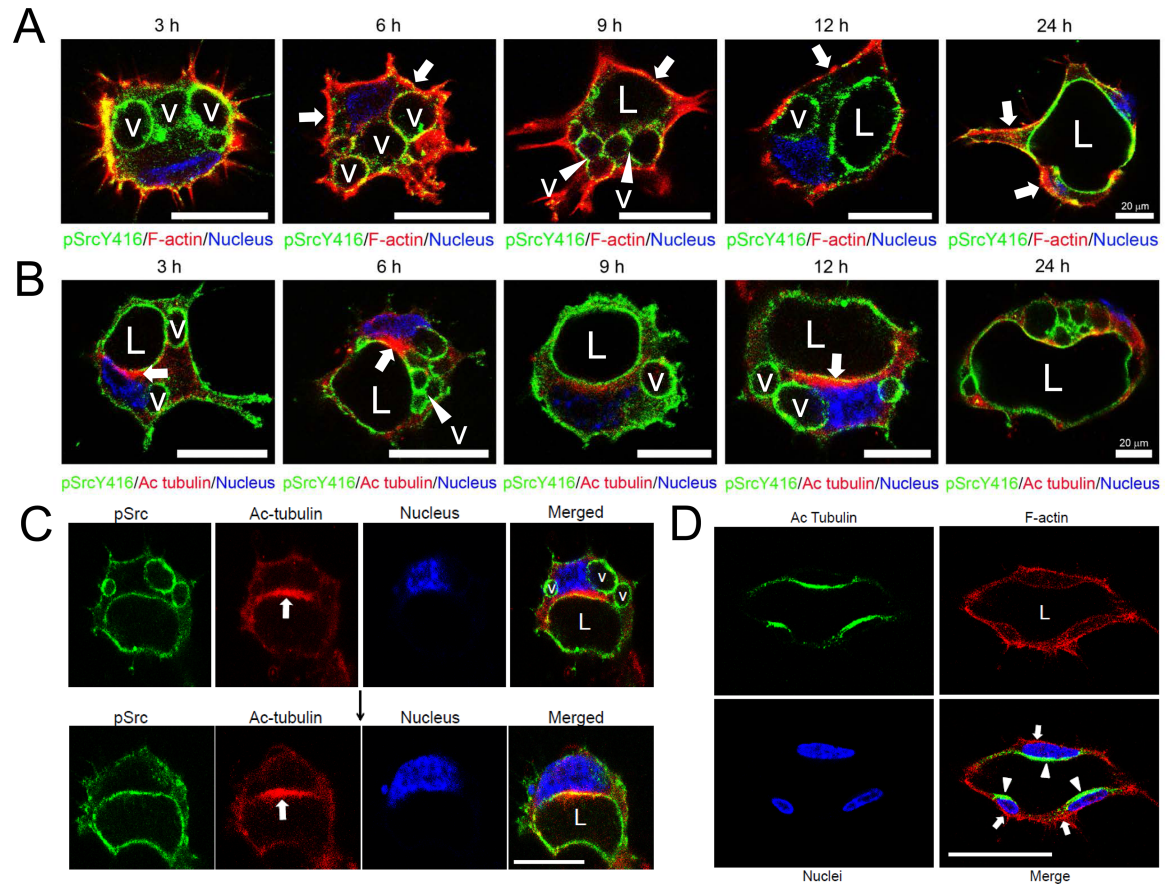 A
3 h 6 h 9 h 12 h 24 h
V V V V V V L V V V L L
20 μm
pSrcY416/F-actin/Nucleus pSrcY416/F-actin/Nucleus pSrcY416/F-actin/Nucleus pSrcY416/F-actin/Nucleus pSrcY416/F-actin/Nucleus
B
3 h 6 h 9 h 12 h 24 h
L V V L V L V L V V L
20 μm
pSrcY416/Ac tubulin/Nucleus pSrcY416/Ac tubulin/Nucleus pSrcY416/Ac tubulin/Nucleus pSrcY416/Ac tubulin/Nucleus pSrcY416/Ac tubulin/Nucleus
C
pSrc Ac-tubulin Nucleus Merged
V V V L
pSrc Ac-tubulin Nucleus Merged
L
D
Ac Tubulin F-actin
L
Nuclei Merge